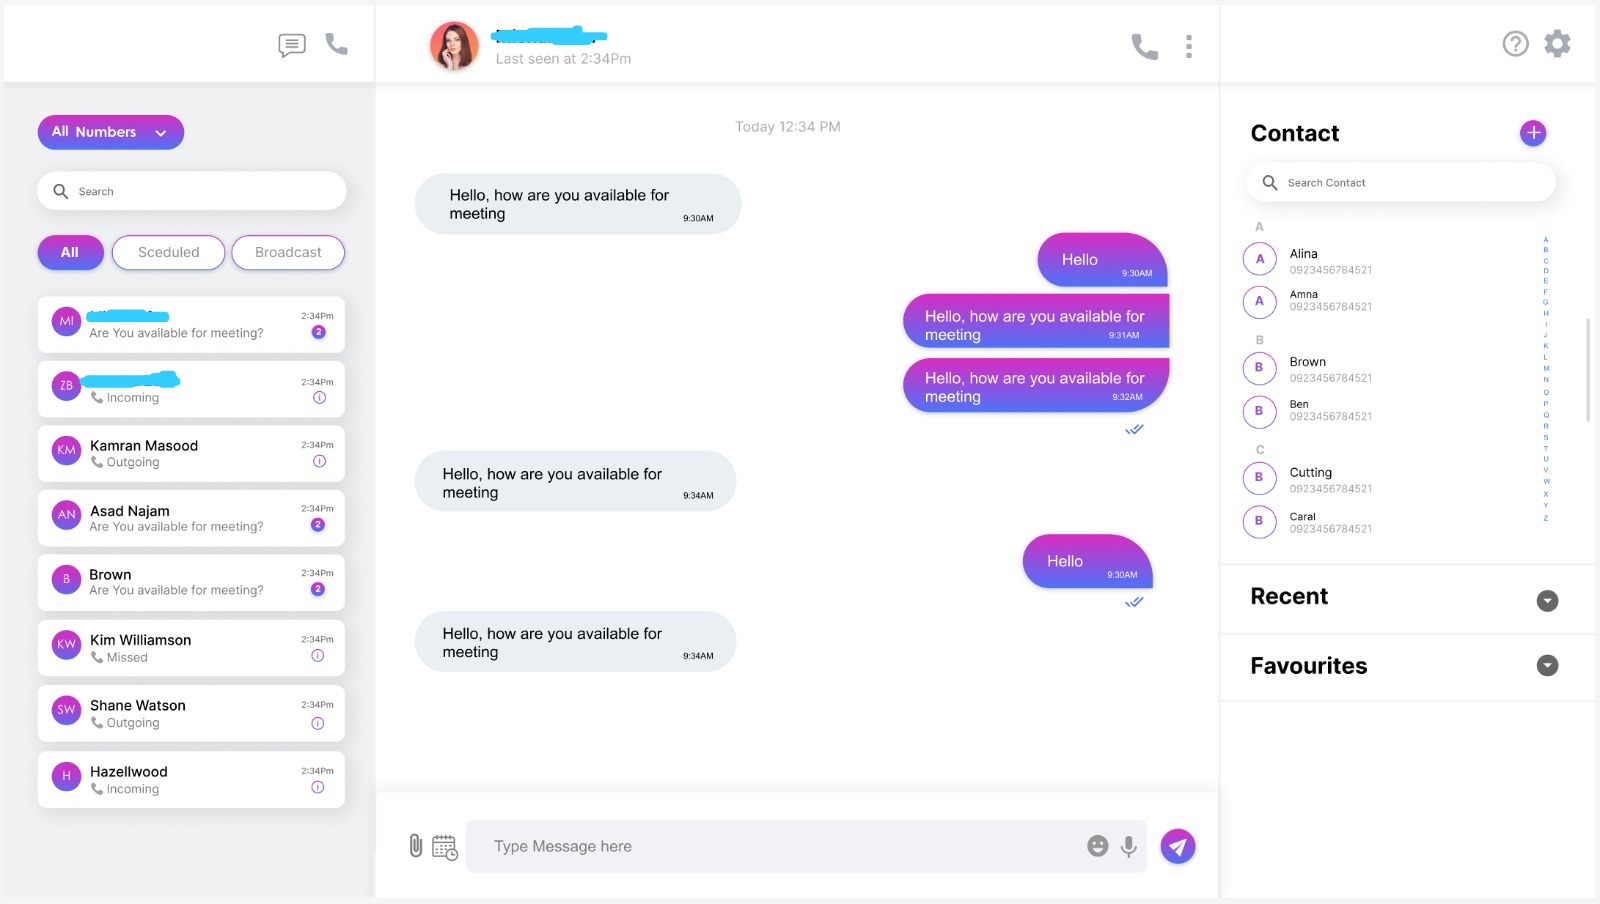 Last seen at 2:34Pm
All Numbers
Search
All
Sceduled
Broadcast
MI
2:34Pm
Are You available for meeting?
2
ZB
2:34Pm
Incoming
KM
Kamran Masood
2:34Pm
Outgoing
AN
Asad Najam
2:34Pm
Are You available for meeting?
2
B
Brown
2:34Pm
Are You available for meeting?
2
KW
Kim Williamson
2:34Pm
Missed
SW
Shane Watson
2:34Pm
Outgoing
H
Hazellwood
2:34Pm
Incoming
Today 12:34 PM
Hello, how are you available for
meeting
9:30AM
Hello
9:30AM
Hello, how are you available for
meeting
9:31AM
Hello, how are you available for
meeting
9:32AM
Hello, how are you available for
meeting
9:34AM
Hello
9:30AM
Hello, how are you available for
meeting
9:34AM
Type Message here
Contact
Search Contact
A
A
Alina
0923456784521
A
Amna
0923456784521
B
B
Brown
0923456784521
B
Ben
0923456784521
C
B
Cutting
0923456784521
B
Caral
0923456784521
A
B
C
D
E
F
G
H
I
J
K
L
M
N
O
P
Q
R
S
T
U
V
W
X
Y
Z
Recent
Favourites